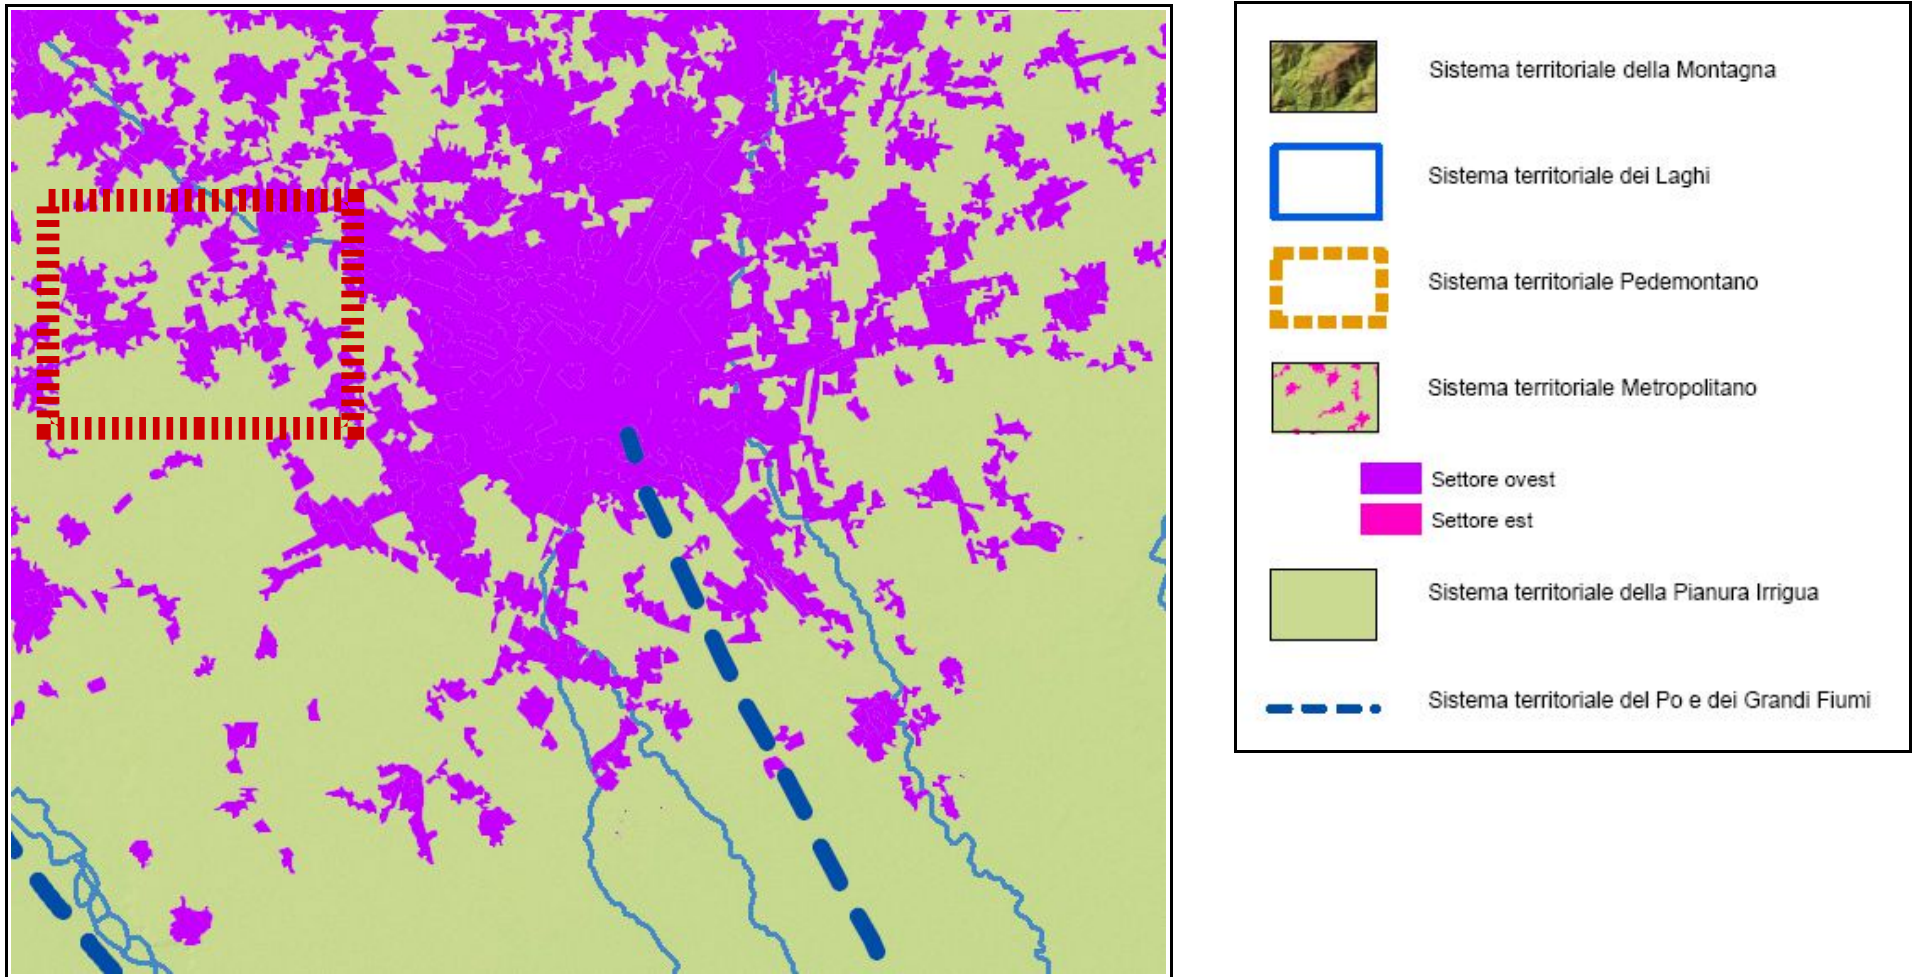 Sistema territoriale della Montagna
Sistema territoriale dei Laghi
Sistema territoriale Pedemontano
Sistema territoriale Metropolitano
Settore ovest
Settore est
Sistema territoriale della Pianura Irrigua
Sistema territoriale del Po e dei Grandi Fiumi